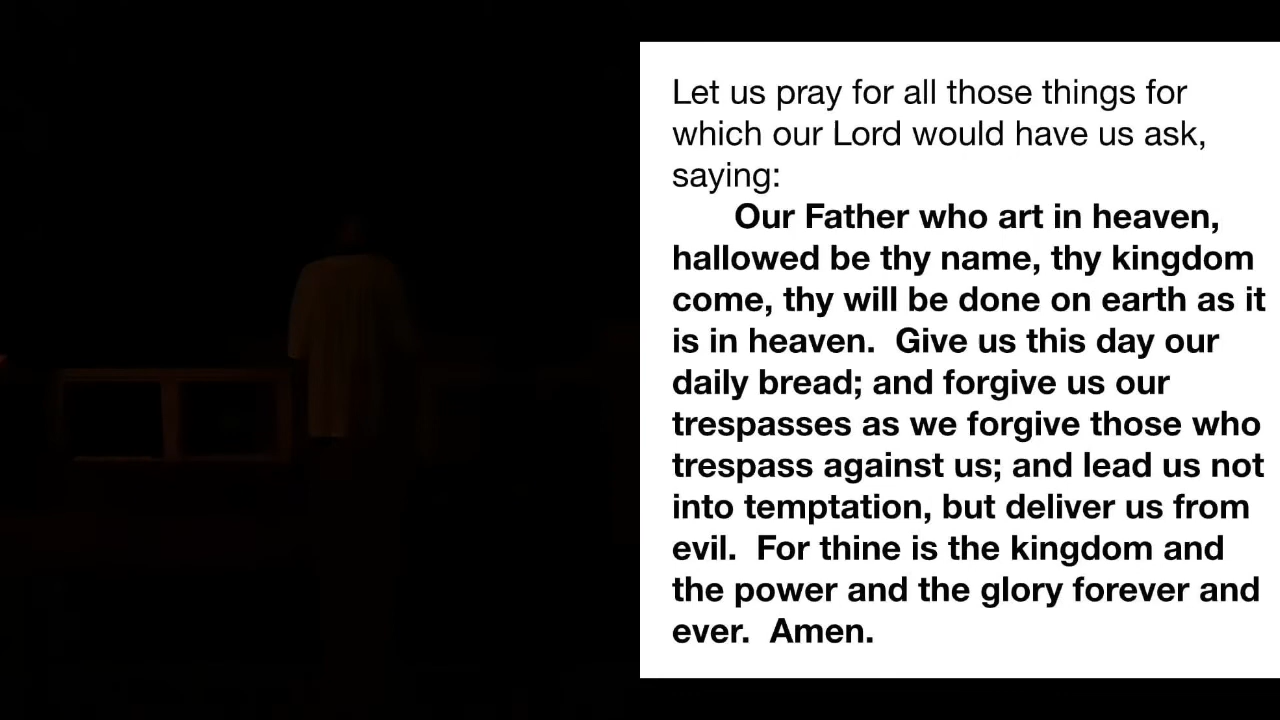 Let us pray for all those things for
which our Lord would have us ask,
saying:
Our Father who art in heaven,
hallowed be thy name, thy kingdom
come, thy will be done on earth as it
is in heaven. Give us this day our
daily bread; and forgive us our
trespasses as we forgive those who
trespass against us; and lead us not
into temptation, but deliver us from
evil. For thine is the kingdom and
the power and the glory forever and
ever. Amen.